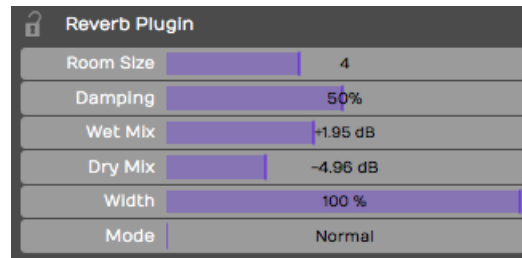 Reverb Plugin
Room Size 4
Damping 50%
Wet Mix +1.95 dB
Dry Mix -4.96 dB
Width 100 %
Mode Normal